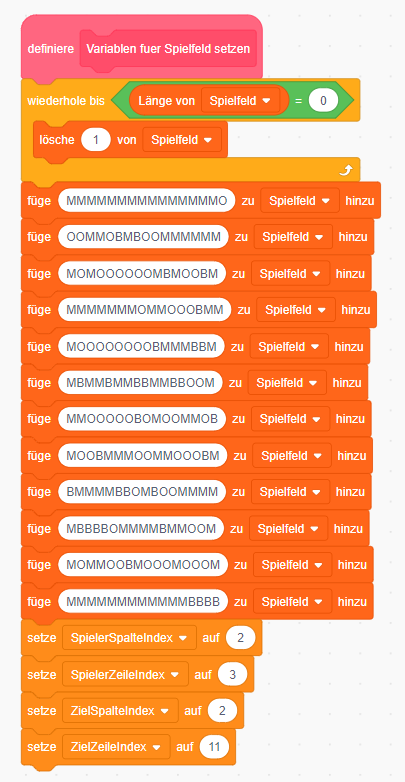 definiere Variablen fuer Spielfeld setzen
wiederhole bis Länge von Spielfeld = 0
lösche 1 von Spielfeld
füge MMMMMMMMMMMMMMMO zu Spielfeld hinzu
füge OOMMOBMBOOMMMMMM zu Spielfeld hinzu
füge MOMOOOOOOMBMOOBM zu Spielfeld hinzu
füge MMMMMMMOMMOOOBMM zu Spielfeld hinzu
füge MOOOOOOOOBMMMBBM zu Spielfeld hinzu
füge MBMMBMMBBMMBBOOM zu Spielfeld hinzu
füge MMOOOOOBOMOOMMOB zu Spielfeld hinzu
füge MOOBMMMOOMMOOOBM zu Spielfeld hinzu
füge BMMMMBBOMBOOMMMM zu Spielfeld hinzu
füge MBBBBOMMMMBMMOOM zu Spielfeld hinzu
füge MOMMOOBMOOOMOOOM zu Spielfeld hinzu
füge MMMMMMMMMMMMBBBB zu Spielfeld hinzu
setze SpielerSpalteIndex auf 2
setze SpielerZeileIndex auf 3
setze ZielSpalteIndex auf 2
setze ZielZeileIndex auf 11